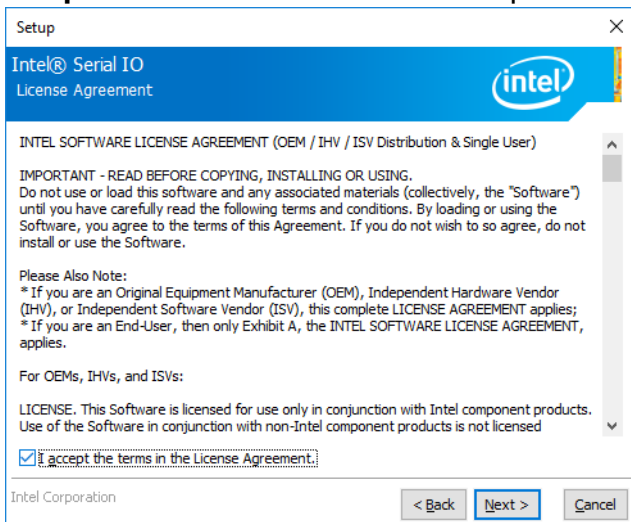 Setup
Intel® Serial IO
License Agreement
intel
INTEL SOFTWARE LICENSE AGREEMENT (OEM / IHV / ISV Distribution & Single User)
IMPORTANT - READ BEFORE COPYING, INSTALLING OR USING.
Do not use or load this software and any associated materials (collectively, the "Software")
until you have carefully read the following terms and conditions. By loading or using the
Software, you agree to the terms of this Agreement. If you do not wish to so agree, do not
install or use the Software.
Please Also Note:
* If you are an Original Equipment Manufacturer (OEM), Independent Hardware Vendor
(IHV), or Independent Software Vendor (ISV), this complete LICENSE AGREEMENT applies;
* If you are an End-User, then only Exhibit A, the INTEL SOFTWARE LICENSE AGREEMENT,
applies.
For OEMs, IHVs, and ISVs:
LICENSE. This Software is licensed for use only in conjunction with Intel component products.
Use of the Software in conjunction with non-Intel component products is not licensed
I accept the terms in the License Agreement.
Intel Corporation
< Back Next > Cancel